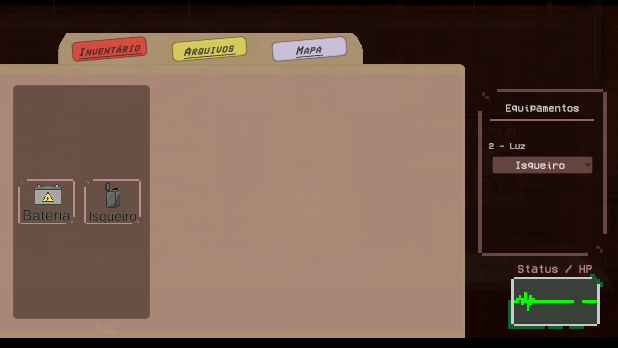 Inventário
Arquivos
Mapa
Equipamentos
2 - Luz
Isqueiro
Bateria
Isqueiro
Status / HP